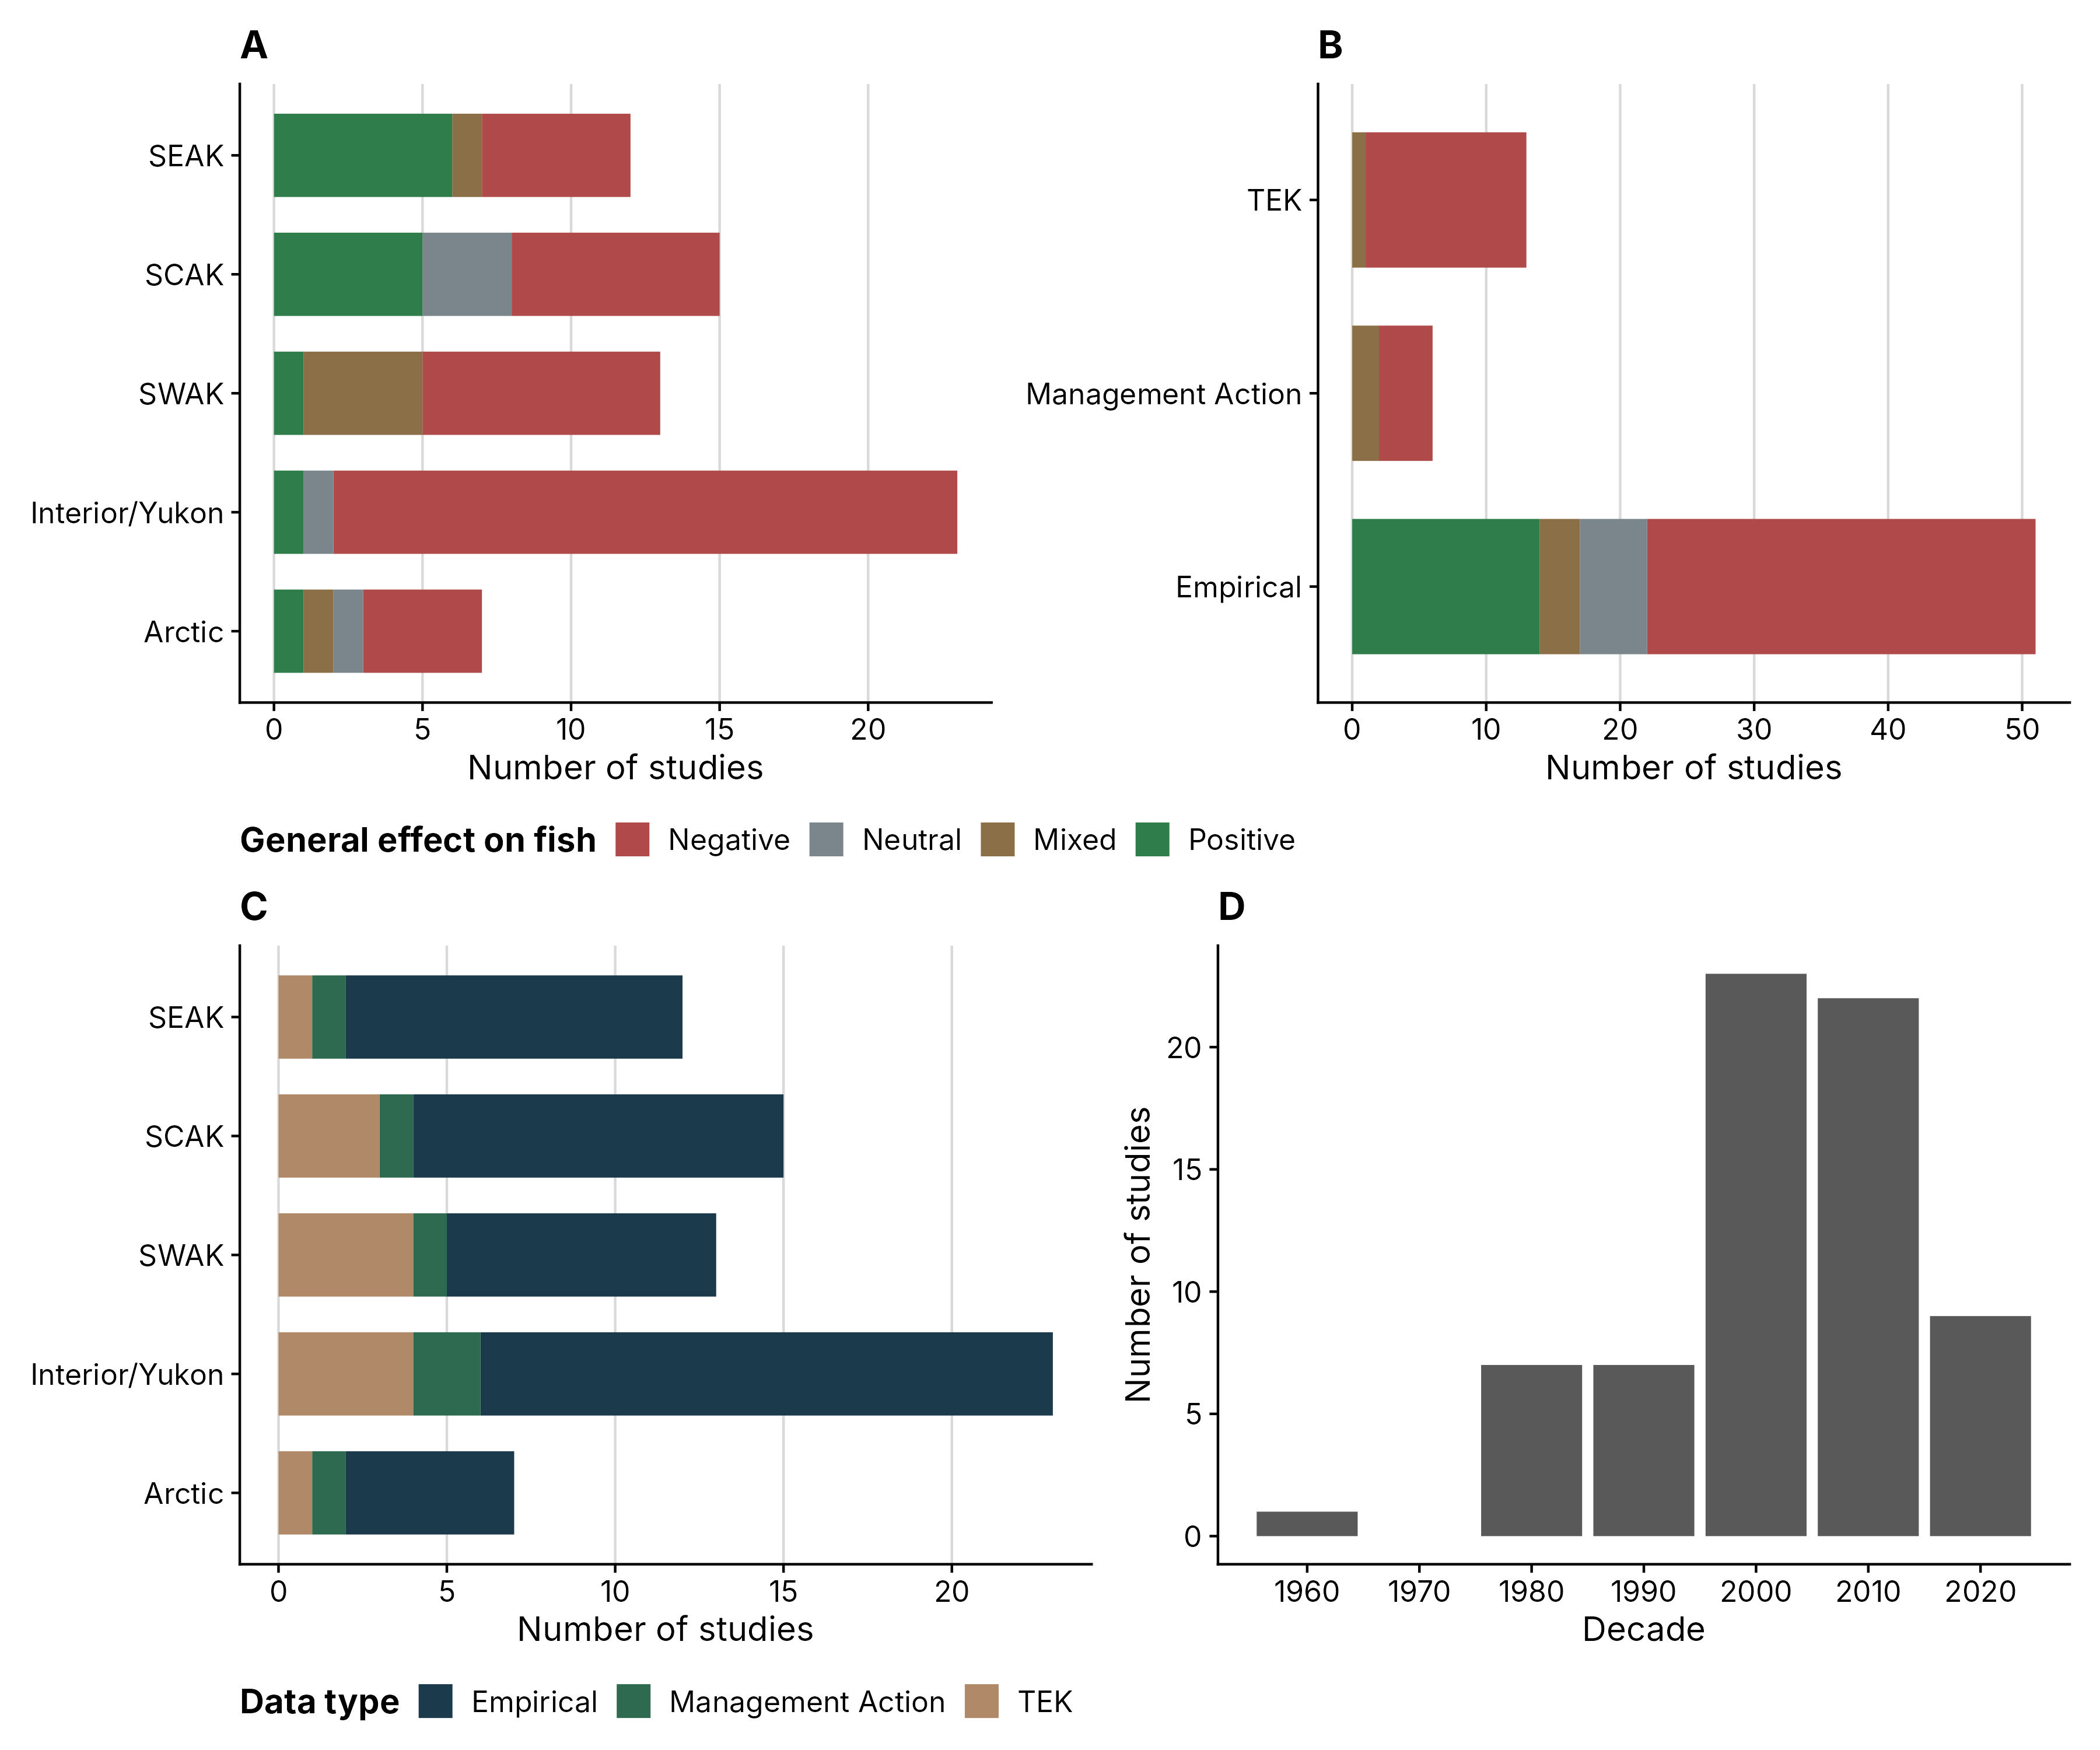 A
SEAK
SCAK
SWAK
Interior/Yukon
Arctic
0 5 10 15 20
Number of studies
B
TEK
Management Action
Empirical
0 10 20 30 40 50
Number of studies
General effect on fish Negative Neutral Mixed Positive
C
SEAK
SCAK
SWAK
Interior/Yukon
Arctic
0 5 10 15 20
Number of studies
Data type Empirical Management Action TEK
D
Number of studies
20
15
10
5
0
1960 1970 1980 1990 2000 2010 2020
Decade